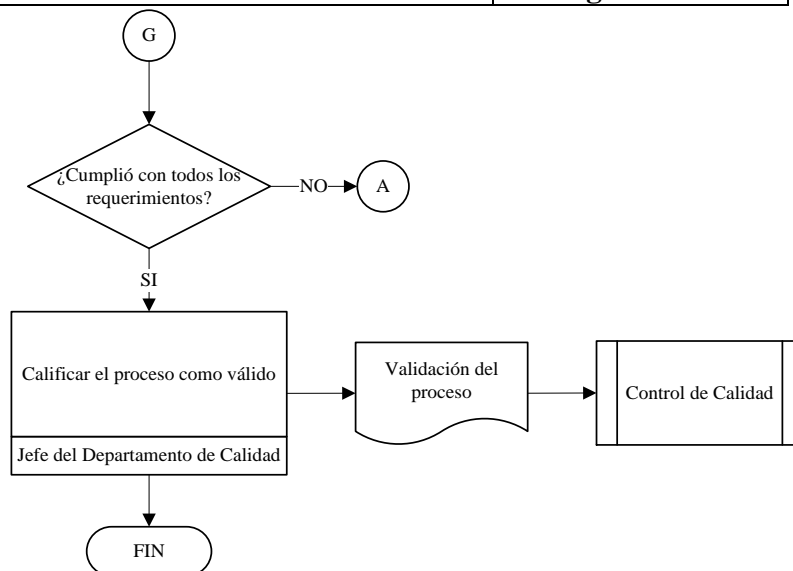 G
¿Cumplió con todos los
requerimientos?
NO
A
SI
Calificar el proceso como válido
Jefe del Departamento de Calidad
Validación del
proceso
Control de Calidad
FIN